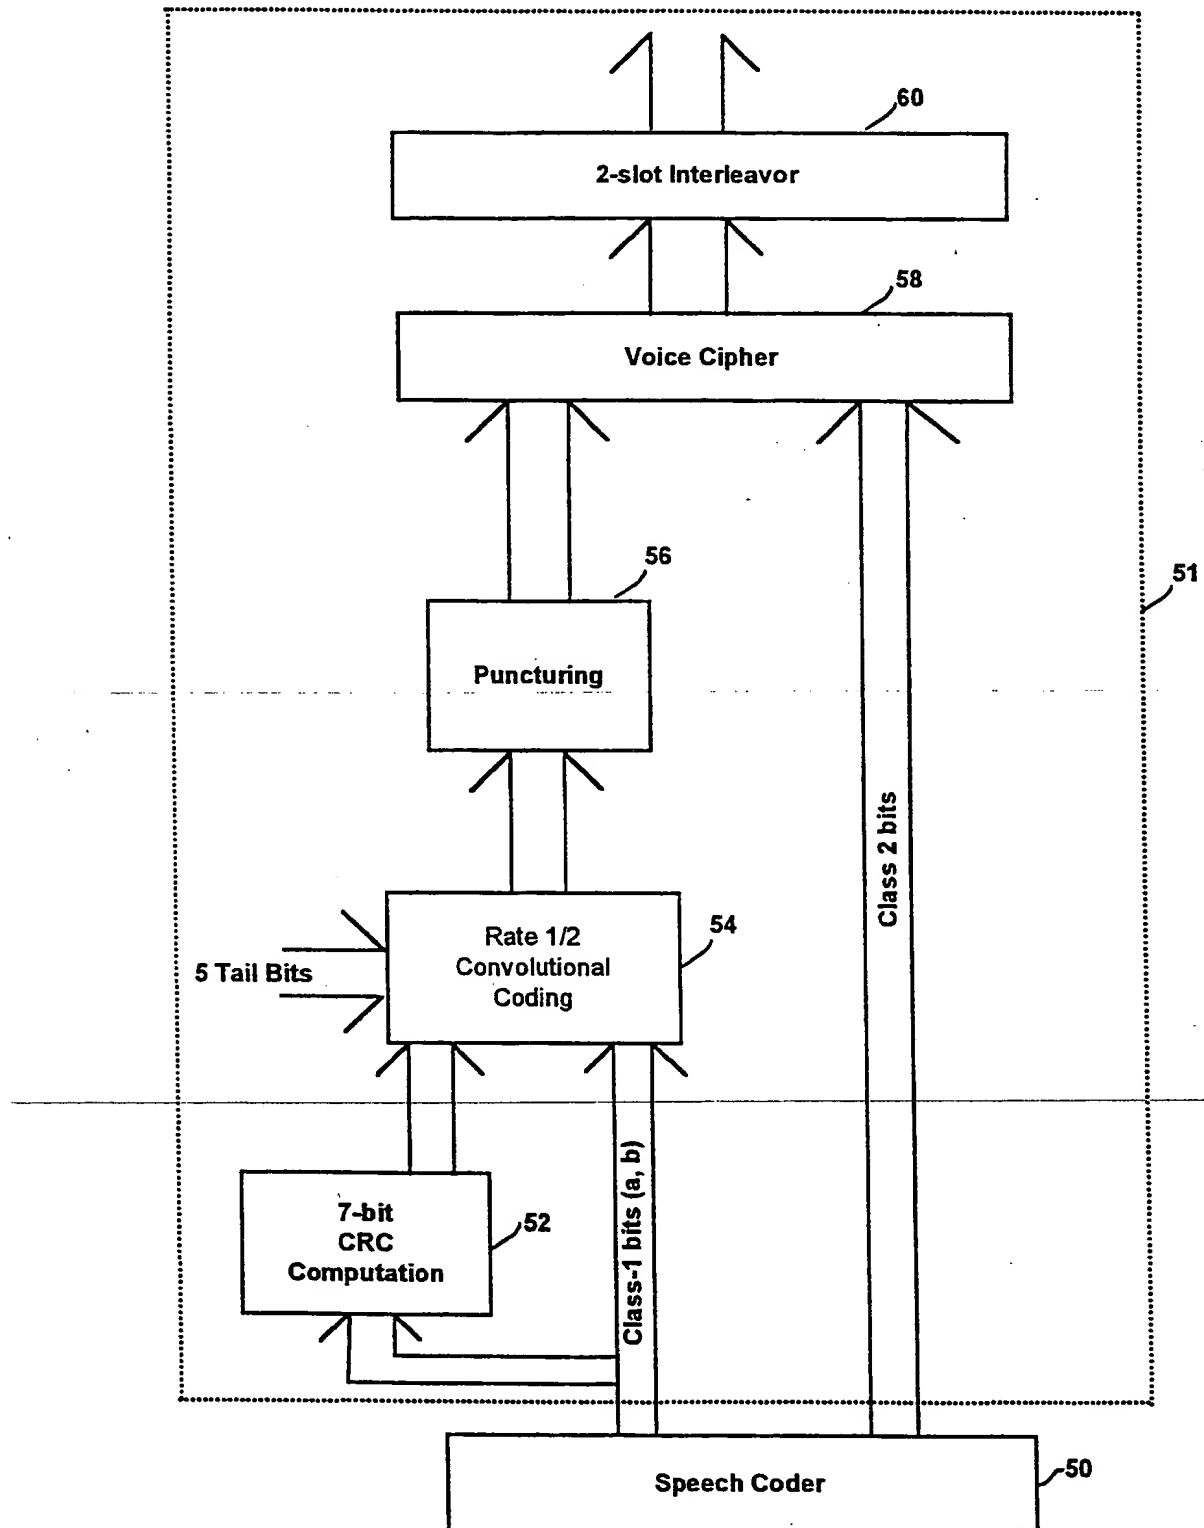 60
2-slot Interleavor
58
Voice Cipher
56
51
Puncturing
Class 2 bits
54
Rate 1/2
Convolutional
Coding
5 Tail Bits
Class-1 bits (a, b)
7-bit
CRC
Computation
52
Speech Coder
50